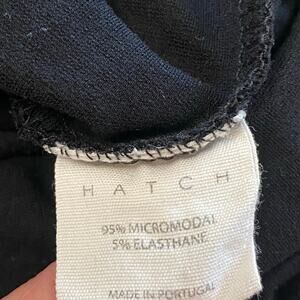 HATCH
95% MICROMODAL
5% ELASTHANE
MADE IN PORTUGAL